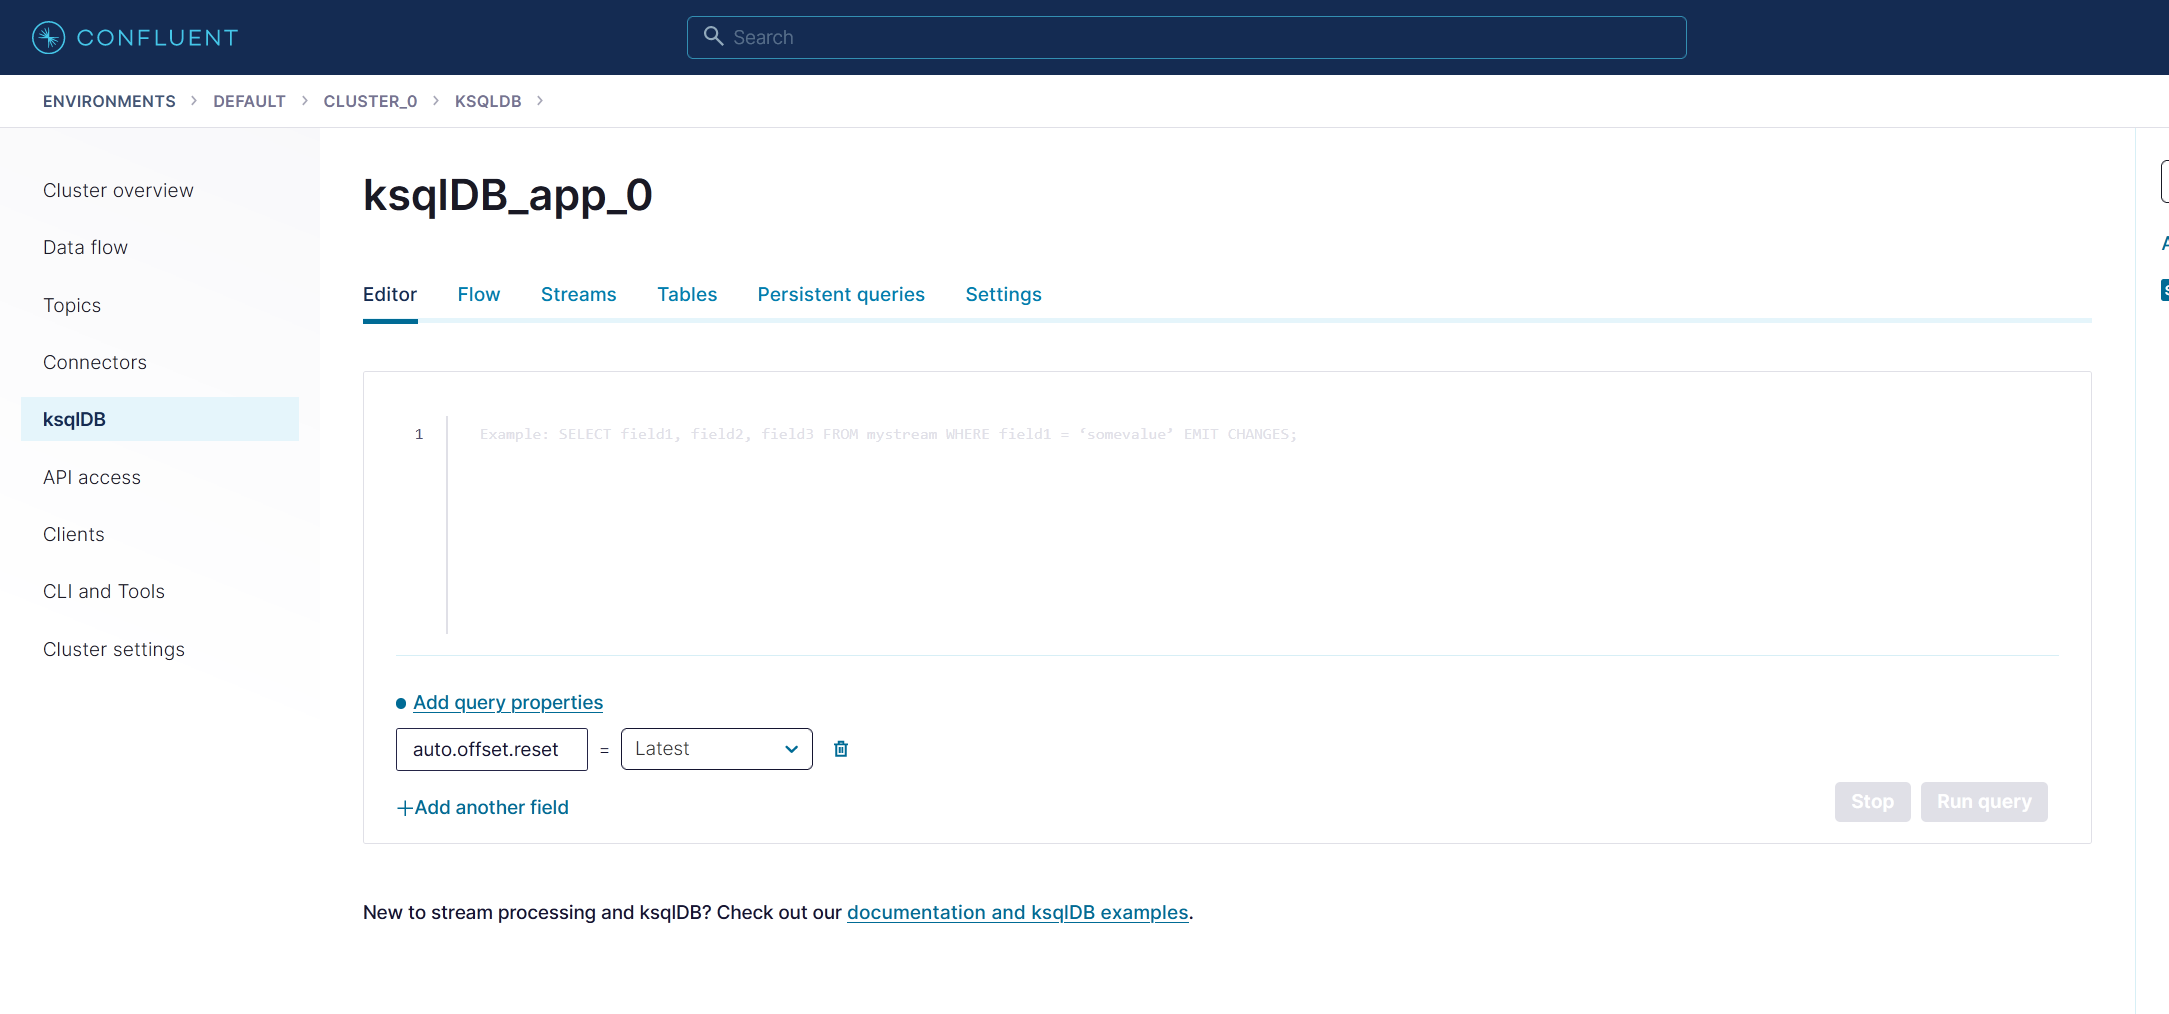 CONFLUENT
Search
ENVIRONMENTS > DEFAULT > CLUSTER_0 > KSQLDB >
Cluster overview
Data flow
Topics
Connectors
ksqlDB
API access
Clients
CLI and Tools
Cluster settings
ksqlDB_app_0
Editor Flow Streams Tables Persistent queries Settings
1 Example: SELECT field1, field2, field3 FROM mystream WHERE field1 = ‘somevalue’ EMIT CHANGES;
Add query properties
auto.offset.reset = Latest
+Add another field
Stop Run query
New to stream processing and ksqlDB? Check out our documentation and ksqlDB examples.